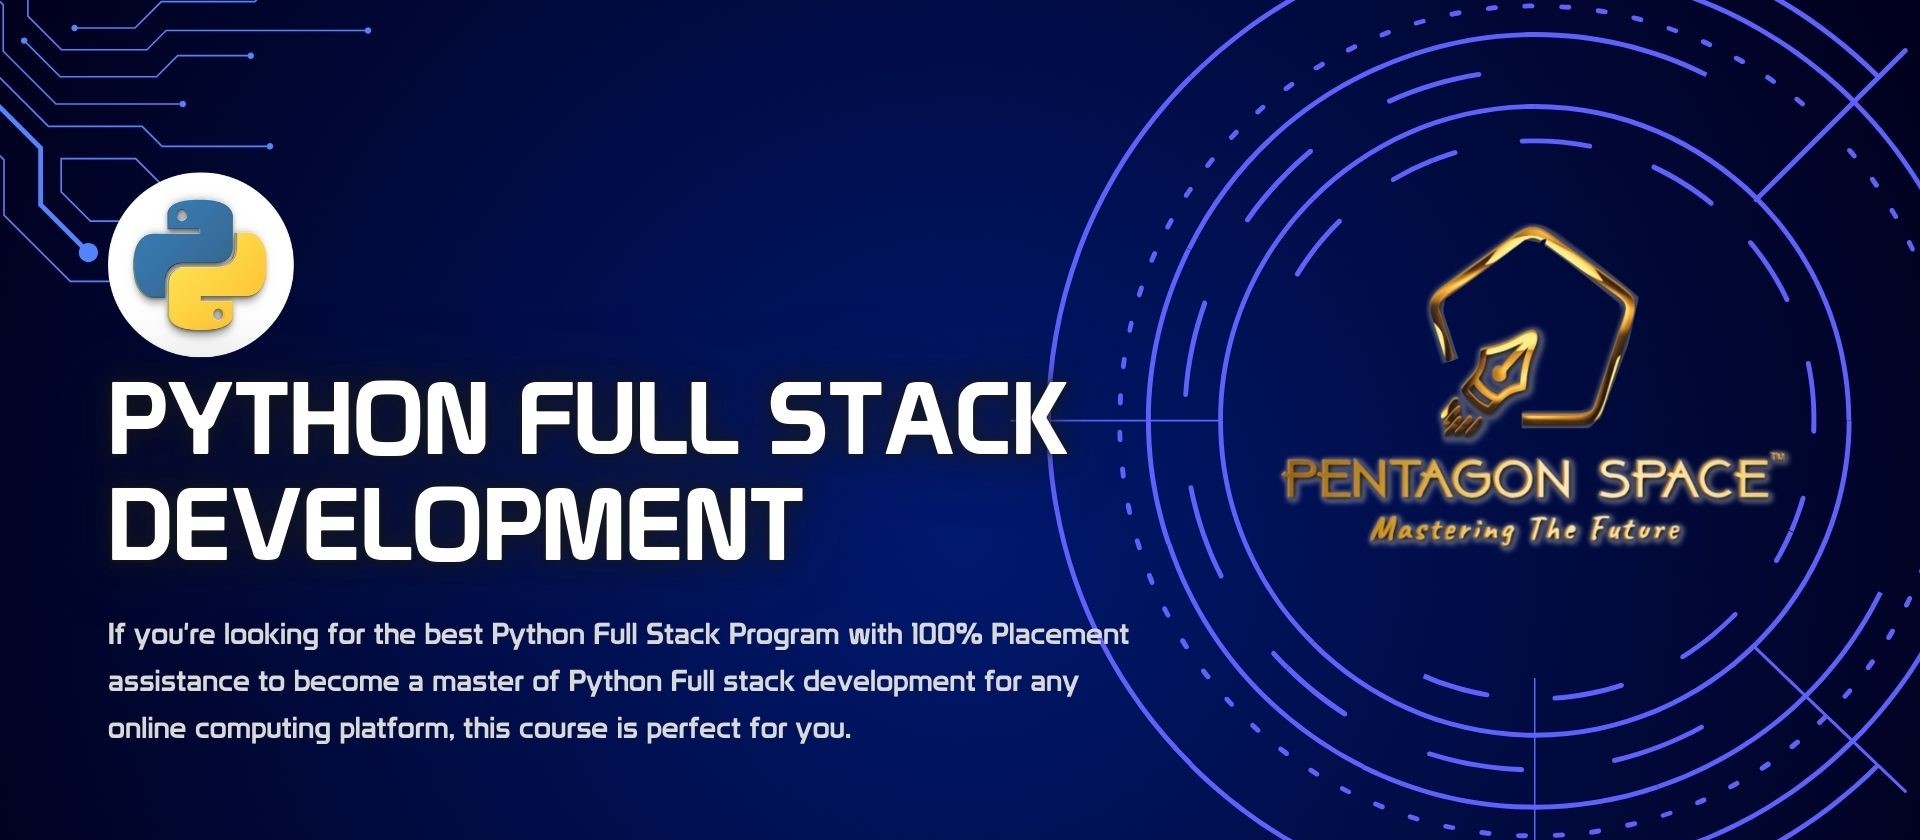 PYTHON FULL STACK
DEVELOPMENT
If you're looking for the best Python Full Stack Program with 100% Placement
assistance to become a master of Python Full stack development for any
online computing platform, this course is perfect for you.
PENTAGON SPACE™
Mastering The Future